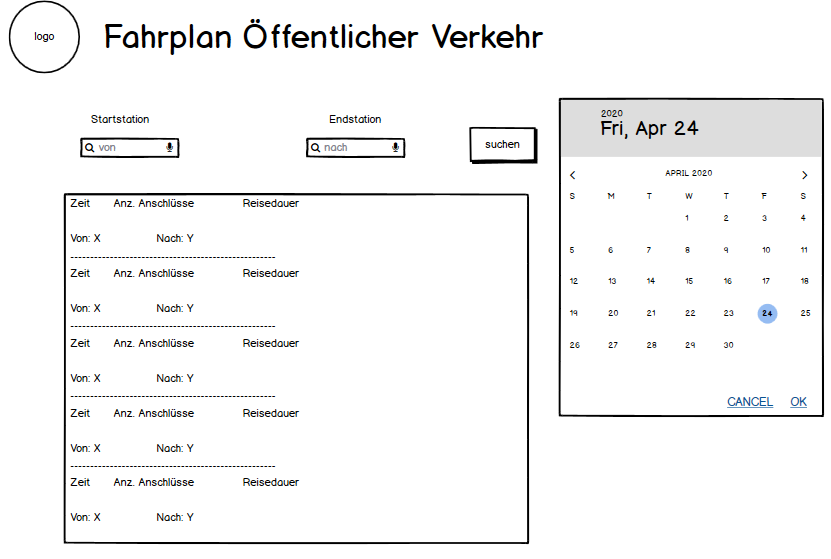 logo
Fahrplan Öffentlicher Verkehr
Startstation
Endstation
von
nach
suchen
Zeit Anz. Anschlüsse Reisedauer
Von: X Nach: Y
--------------------------------------------------
Zeit Anz. Anschlüsse Reisedauer
Von: X Nach: Y
--------------------------------------------------
Zeit Anz. Anschlüsse Reisedauer
Von: X Nach: Y
--------------------------------------------------
Zeit Anz. Anschlüsse Reisedauer
Von: X Nach: Y
--------------------------------------------------
Zeit Anz. Anschlüsse Reisedauer
Von: X Nach: Y
2020
Fri, Apr 24
APRIL 2020
S M T W T F S
1 2 3 4
5 6 7 8 9 10 11
12 13 14 15 16 17 18
19 20 21 22 23 24 25
26 27 28 29 30
CANCEL OK